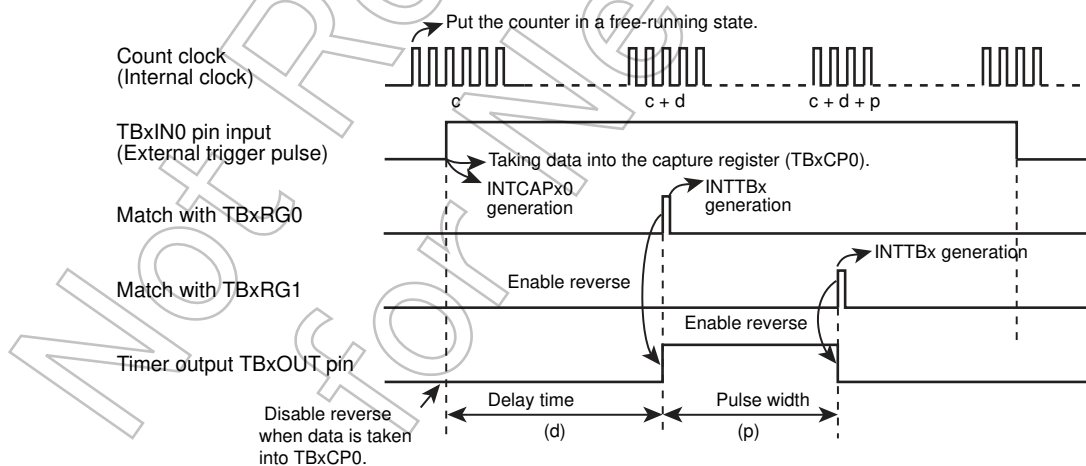 Put the counter in a free-running state.
Count clock
(Internal clock)
c
c + d
c + d + p
TBxIN0 pin input
(External trigger pulse)
Taking data into the capture register (TBxCP0).
INTCAPx0
generation
INTTBx
generation
Match with TBxRG0
INTTBx generation
Enable reverse
Match with TBxRG1
Enable reverse
Timer output TBxOUT pin
Delay time
Pulse width
(d)
(p)
Disable reverse
when data is taken
into TBxCP0.